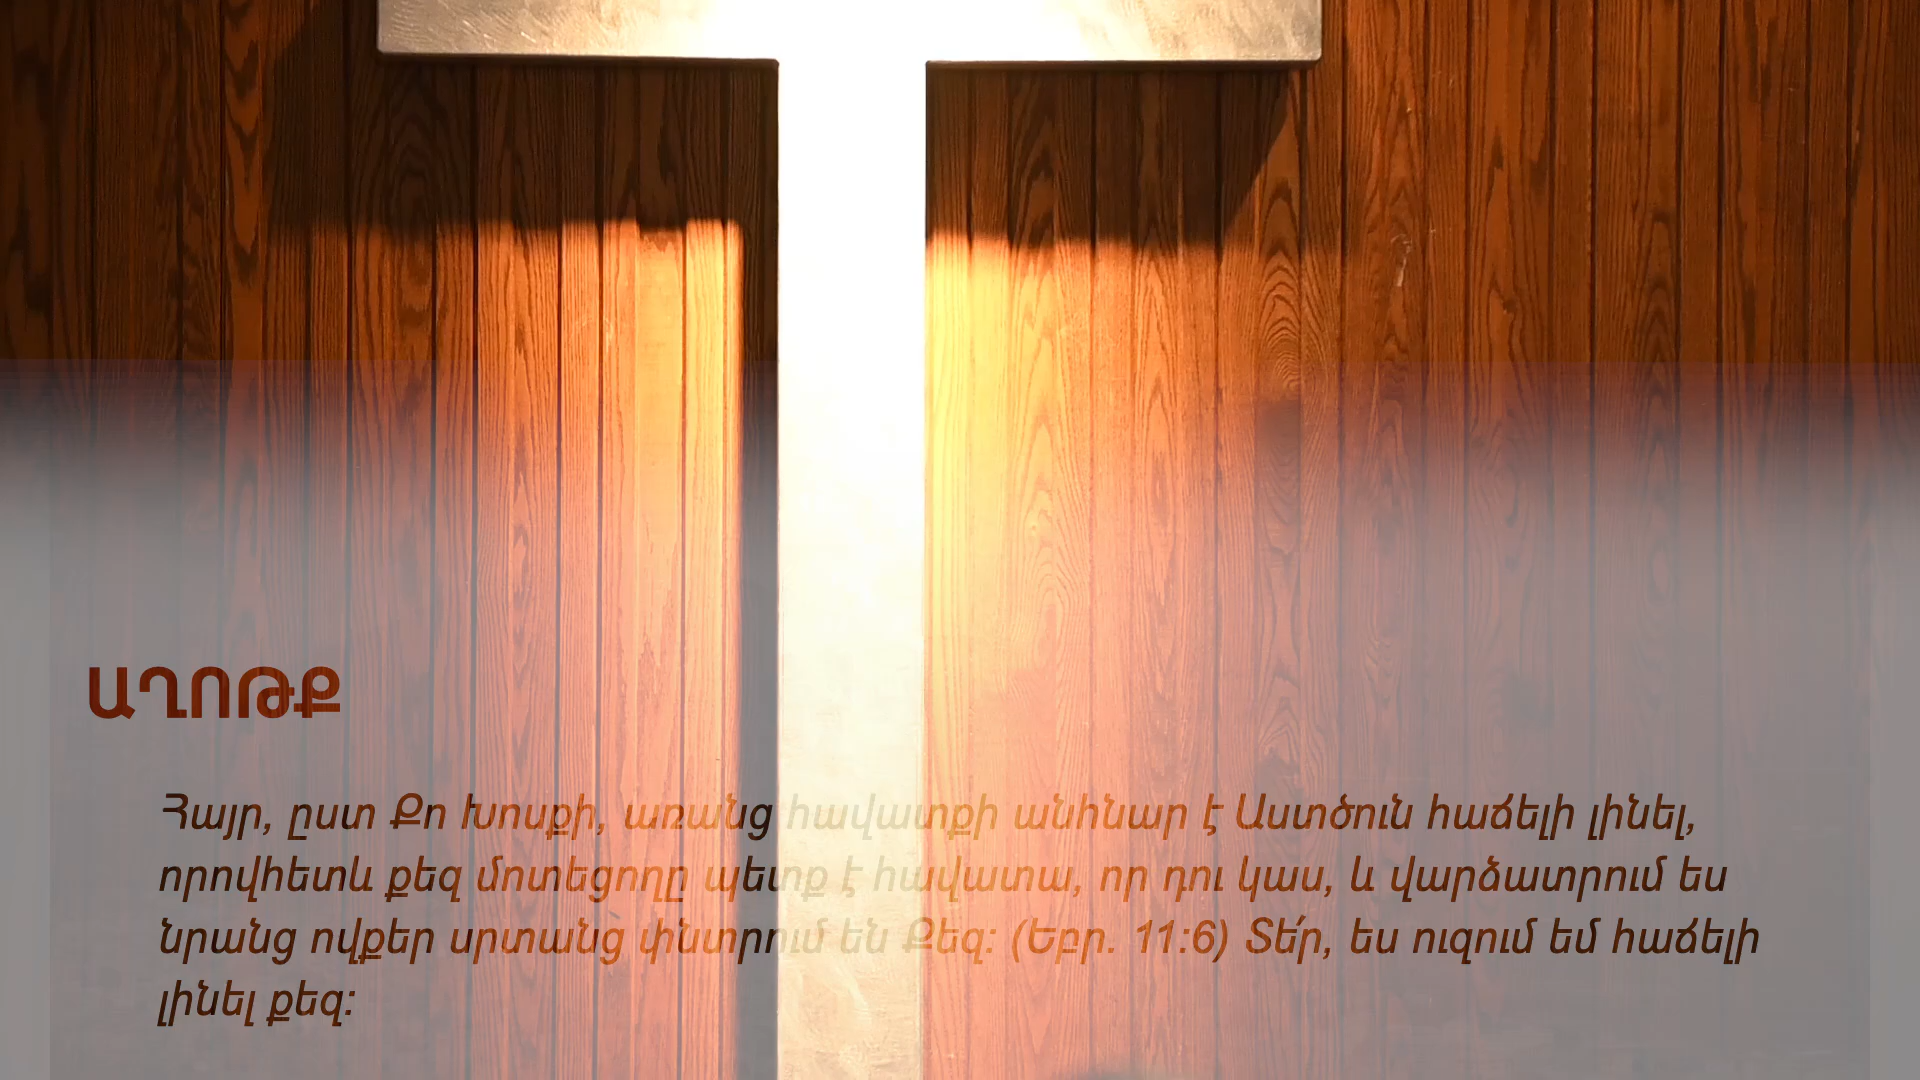 ԱՂՈԹՔ
Հայր, ըստ Քո Խոսքի, առանց հավատքի անհնար է Աստծուն հաճելի լինել,
որովհետև քեզ մոտեցողը պետք է հավատա, որ դու կաս, և վարձատրում ես
նրանց ովքեր սրտանց փնտրում են Քեզ: (Եբր. 11:6) Տե՛ր, ես ուզում եմ հաճելի
լինել քեզ: